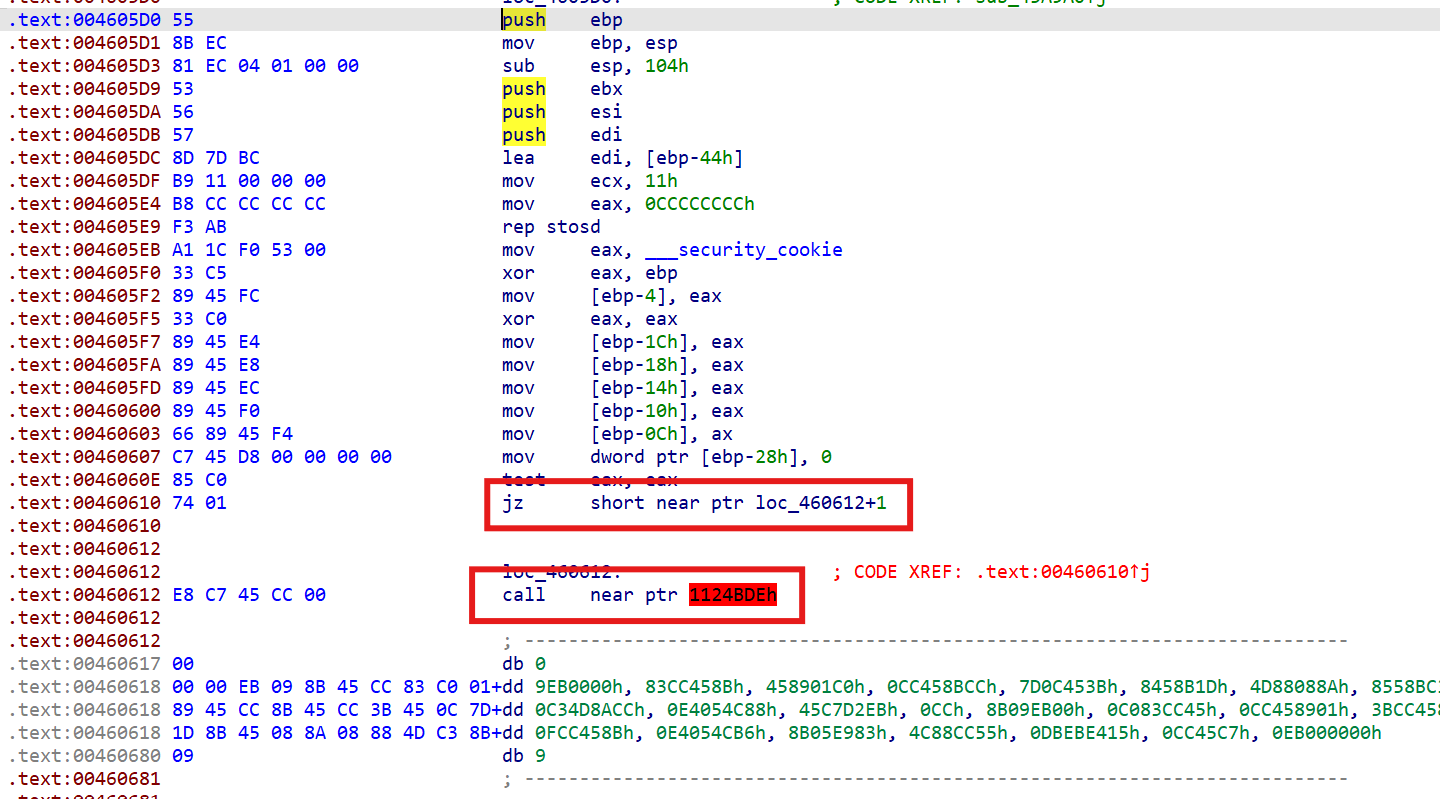 .text:004605D0 55 push ebp
.text:004605D1 8B EC mov ebp, esp
.text:004605D3 81 EC 04 01 00 00 sub esp, 104h
.text:004605D9 53 push ebx
.text:004605DA 56 push esi
.text:004605DB 57 push edi
.text:004605DC 8D 7D BC lea edi, [ebp-44h]
.text:004605DF B9 11 00 00 00 mov ecx, 11h
.text:004605E4 B8 CC CC CC CC mov eax, 0CCCCCCCCh
.text:004605E9 F3 AB rep stosd
.text:004605EB A1 1C F0 53 00 mov eax, ___security_cookie
.text:004605F0 33 C5 xor eax, ebp
.text:004605F2 89 45 FC mov [ebp-4], eax
.text:004605F5 33 C0 xor eax, eax
.text:004605F7 89 45 E4 mov [ebp-1Ch], eax
.text:004605FA 89 45 E8 mov [ebp-18h], eax
.text:004605FD 89 45 EC mov [ebp-14h], eax
.text:00460600 89 45 F0 mov [ebp-10h], eax
.text:00460603 66 89 45 F4 mov [ebp-0Ch], ax
.text:00460607 C7 45 D8 00 00 00 00 mov dword ptr [ebp-28h], 0
.text:0046060E 85 C0 test eax, eax
.text:00460610 74 01 jz short near ptr loc_460612+1
.text:00460610
.text:00460612
.text:00460612 loc_460612: ; CODE XREF: .text:00460610↑j
.text:00460612 E8 C7 45 CC 00 call near ptr 1124BDEh
.text:00460612
.text:00460612 ; ---------------------------------------------------------------------------
.text:00460617 00 db 0
.text:00460618 00 00 EB 09 8B 45 CC 83 C0 01+dd 9EB0000h, 83CC458Bh, 458901C0h, 0CC458BCCh, 7D0C453Bh, 8458B1Dh, 4D88088Ah, 8558BC
.text:00460618 89 45 CC 8B 45 CC 3B 45 0C 7D+dd 0C34D8ACCh, 0E4054C88h, 45C7D2EBh, 0CCh, 8B09EB00h, 0C083CC45h, 0CC458901h, 3BCC458
.text:00460618 1D 8B 45 08 8A 08 88 4D C3 8B+dd 0FCC458Bh, 0E4054CB6h, 8B05E983h, 4C88CC55h, 0DBEBE415h, 0CC45C7h, 0EB000000h
.text:00460680 09 db 9
.text:00460681 ; ---------------------------------------------------------------------------